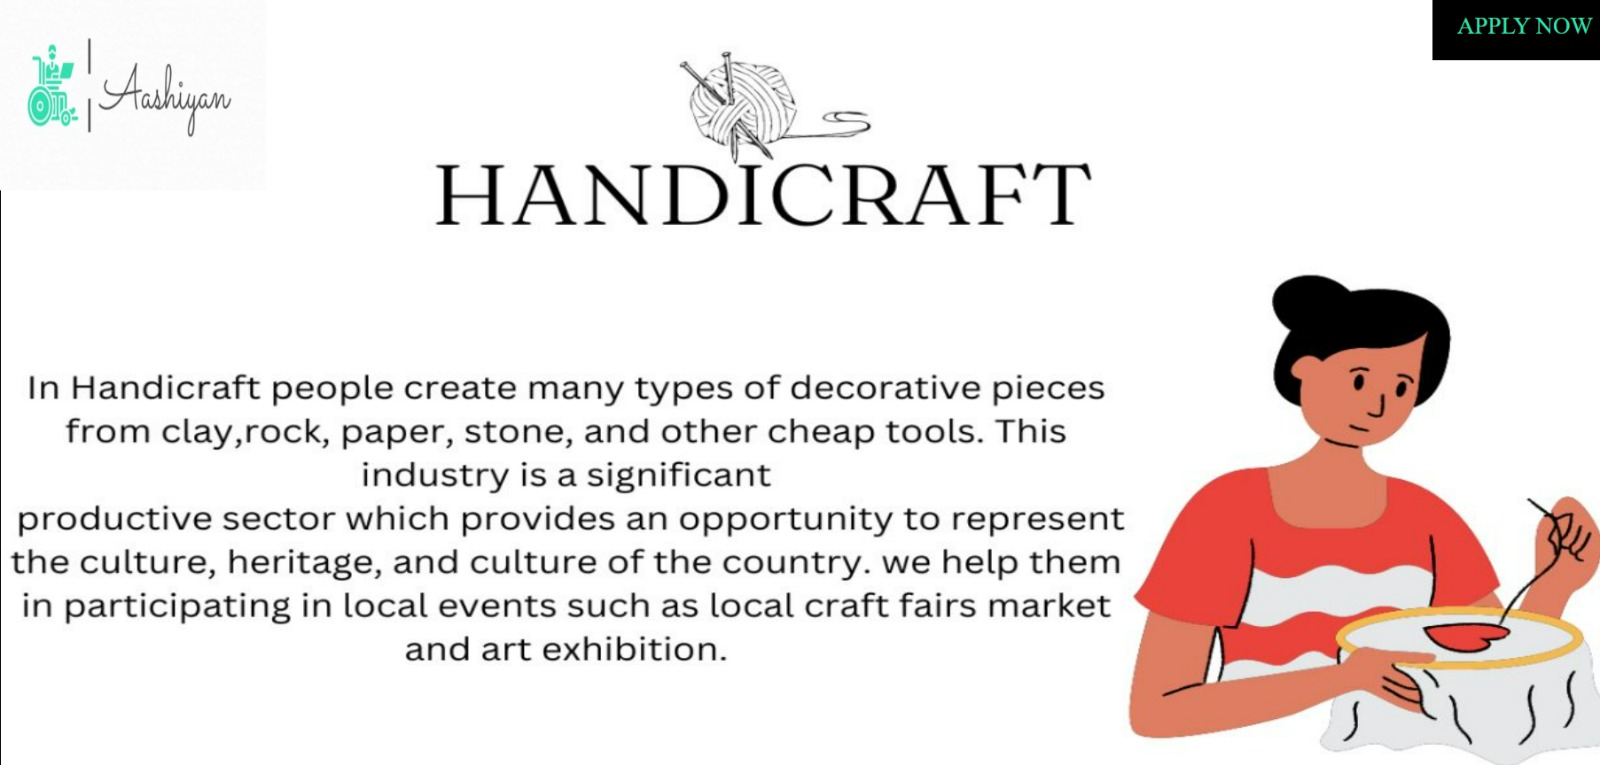 Aashiyan
APPLY NOW
HANDICRAFT
In Handicraft people create many types of decorative pieces
from clay,rock, paper, stone, and other cheap tools. This
industry is a significant
productive sector which provides an opportunity to represent
the culture, heritage, and culture of the country. we help them
in participating in local events such as local craft fairs market
and art exhibition.